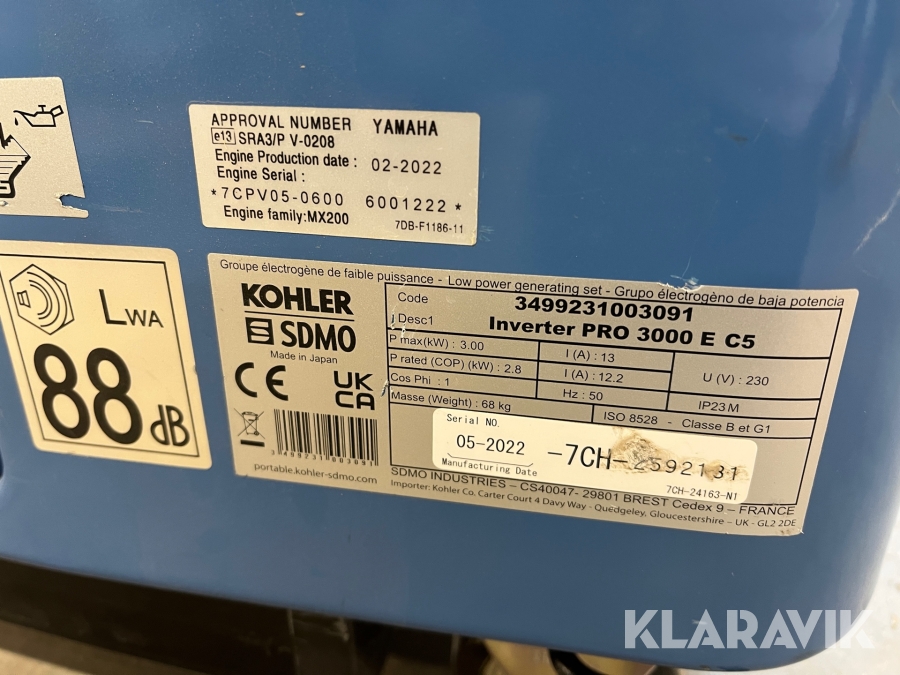 APPROVAL NUMBER YAMAHA
e13 SRA3/P V-0208
Engine Production date : 02-2022
Engine Serial :
*7CPV05-0600 6001222*
Engine family:MX200 7DB-F1186-11
LWA
88 dB
Groupe électrogène de faible puissance - Low power generating set - Grupo électrogéno de baja potencia
KOHLER
SDMO
Made in Japan
CE UK CA
3499231003091
portable.kohler-sdmo.com
Code 3499231003091
Desc1 Inverter PRO 3000 E C5
P max(kW) : 3.00 I (A) : 13 U (V) : 230
P rated (COP) (kW) : 2.8 I (A) : 12.2
Cos Phi : 1 Hz : 50 IP23 M
Masse (Weight) : 68 kg ISO 8528 - Classe B et G1
Serial NO.
05-2022 -7CH-2592131
Manufacturing Date 7CH-24163-N1
SDMO INDUSTRIES – CS40047- 29801 BREST Cedex 9 – FRANCE
Importer: Kohler Co. Carter Court 4 Davy Way - Quedgeley, Gloucestershire - UK - GL2 2DE
KLARAVIK